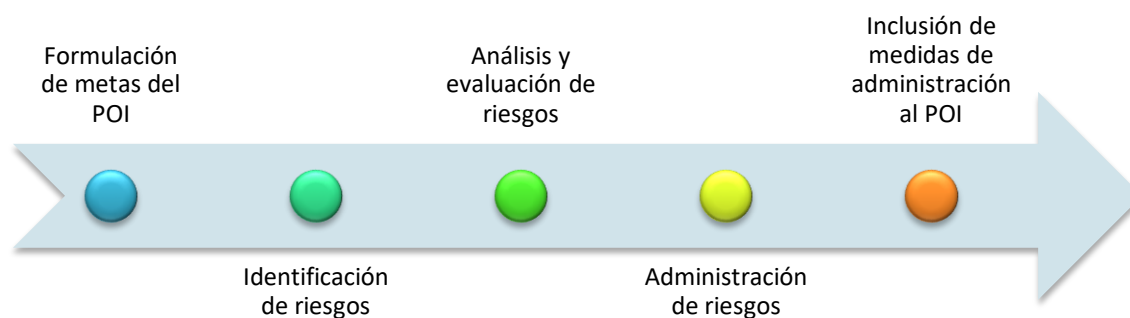 Formulación
de metas del
POI
Identificación
de riesgos
Análisis y
evaluación de
riesgos
Administración
de riesgos
Inclusión de
medidas de
administración
al POI